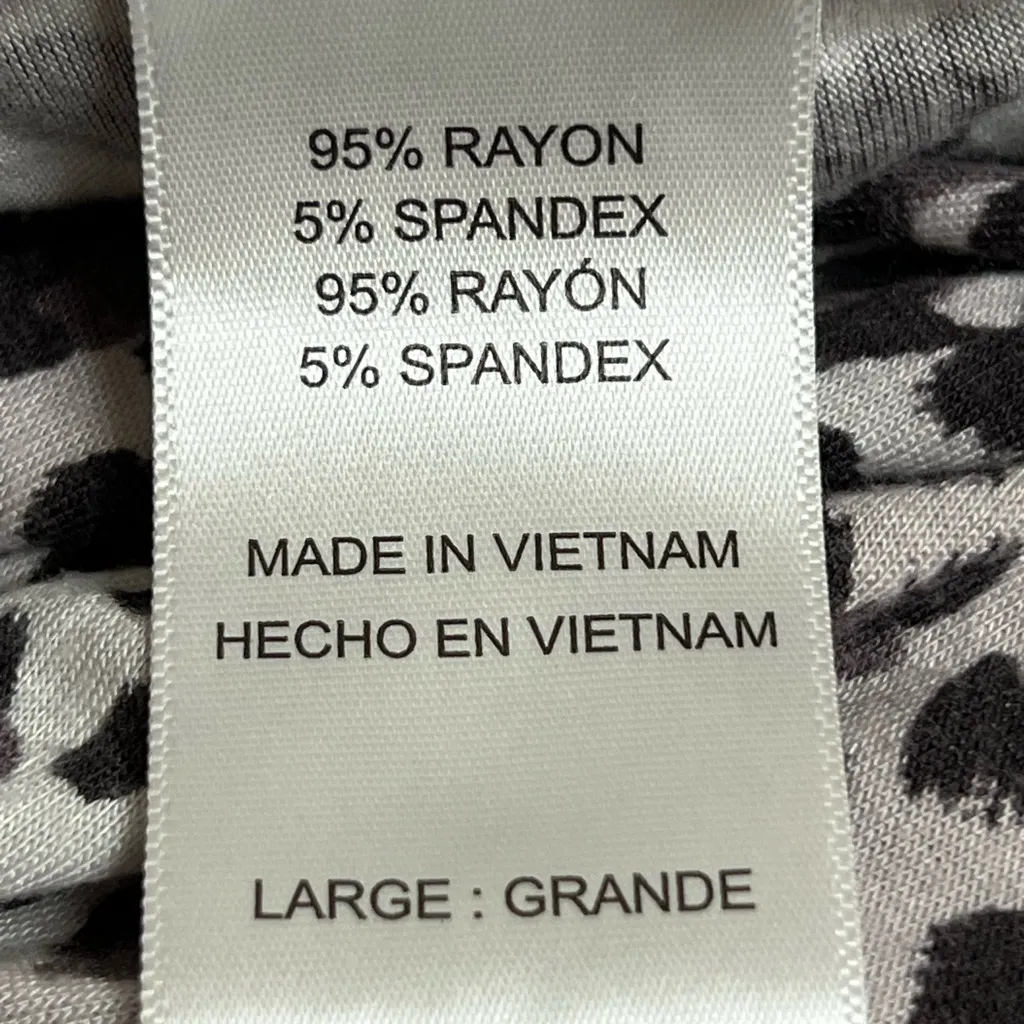 95% RAYON
5% SPANDEX
95% RAYÓN
5% SPANDEX
MADE IN VIETNAM
HECHO EN VIETNAM
LARGE : GRANDE